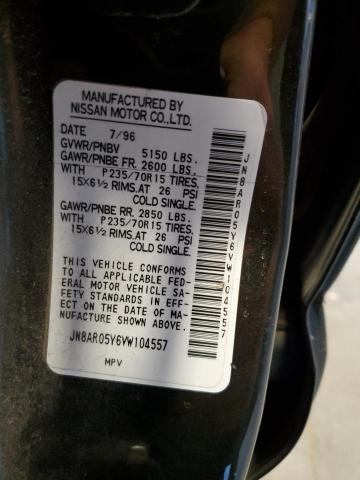 MANUFACTURED BY
NISSAN MOTOR CO.,LTD.
DATE 7/96
GVWR/PNBV 5150 LBS.
GAWR/PNBE FR. 2600 LBS.
WITH P235/70R15 TIRES,
15X6½ RIMS,AT 26 PSI
COLD SINGLE.
GAWR/PNBE RR. 2850 LBS.
WITH P235/70R15 TIRES,
15X6½ RIMS,AT 26 PSI
COLD SINGLE.
THIS VEHICLE CONFORMS
TO ALL APPLICABLE FED-
ERAL MOTOR VEHICLE SA-
FETY STANDARDS IN EFF-
ECT ON THE DATE OF MA-
NUFACTURE SHOWN ABOVE.
JN8AR05Y6VW104557
MPV
JN8AR05Y6VW104557